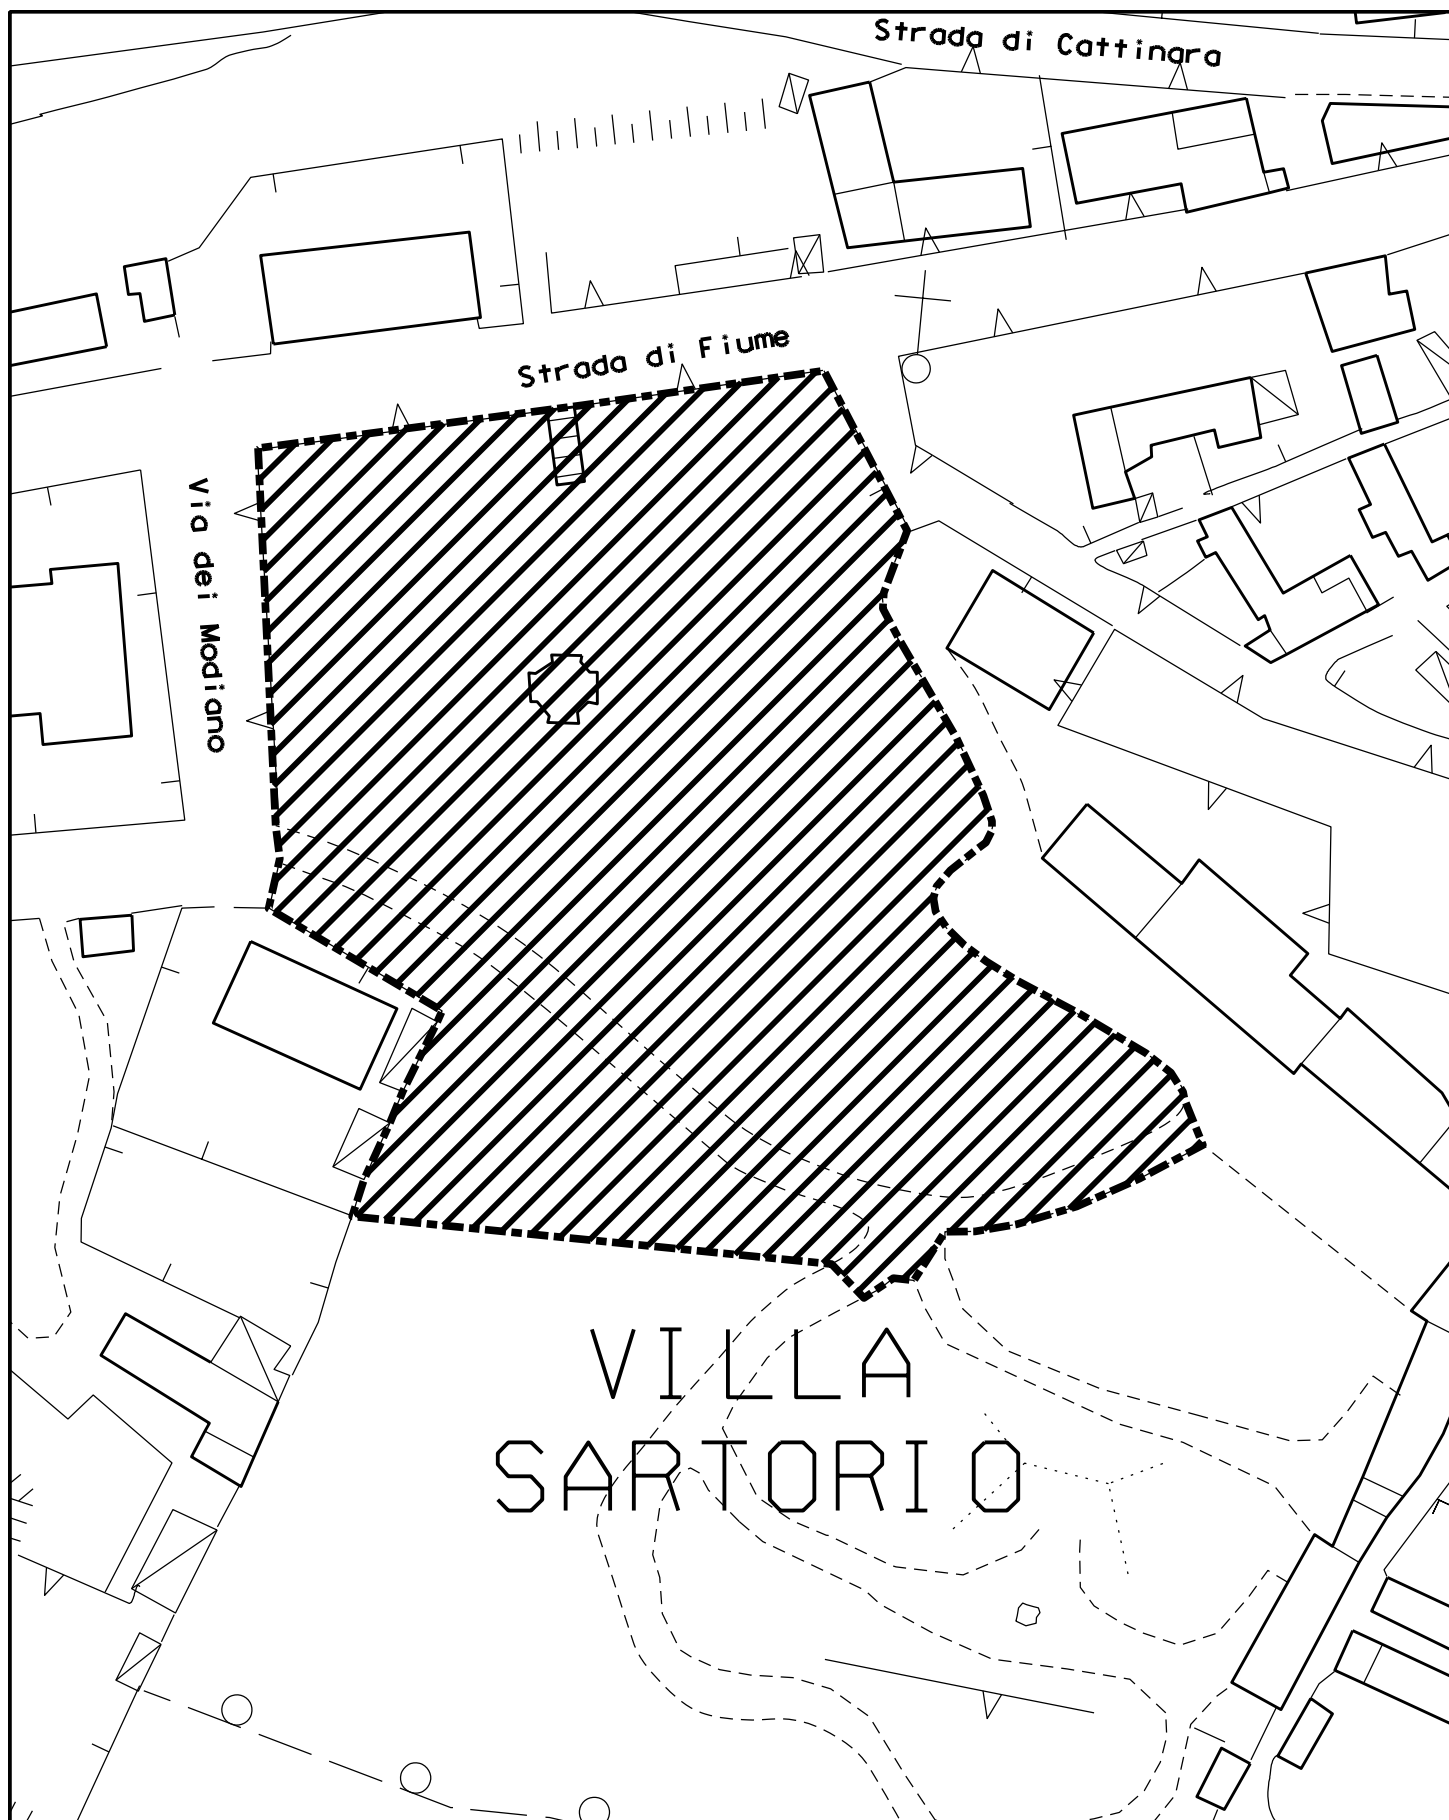 Strada di Cattinara
Strada di Fiume
Via dei Modiano
VILLA
SARTORIO